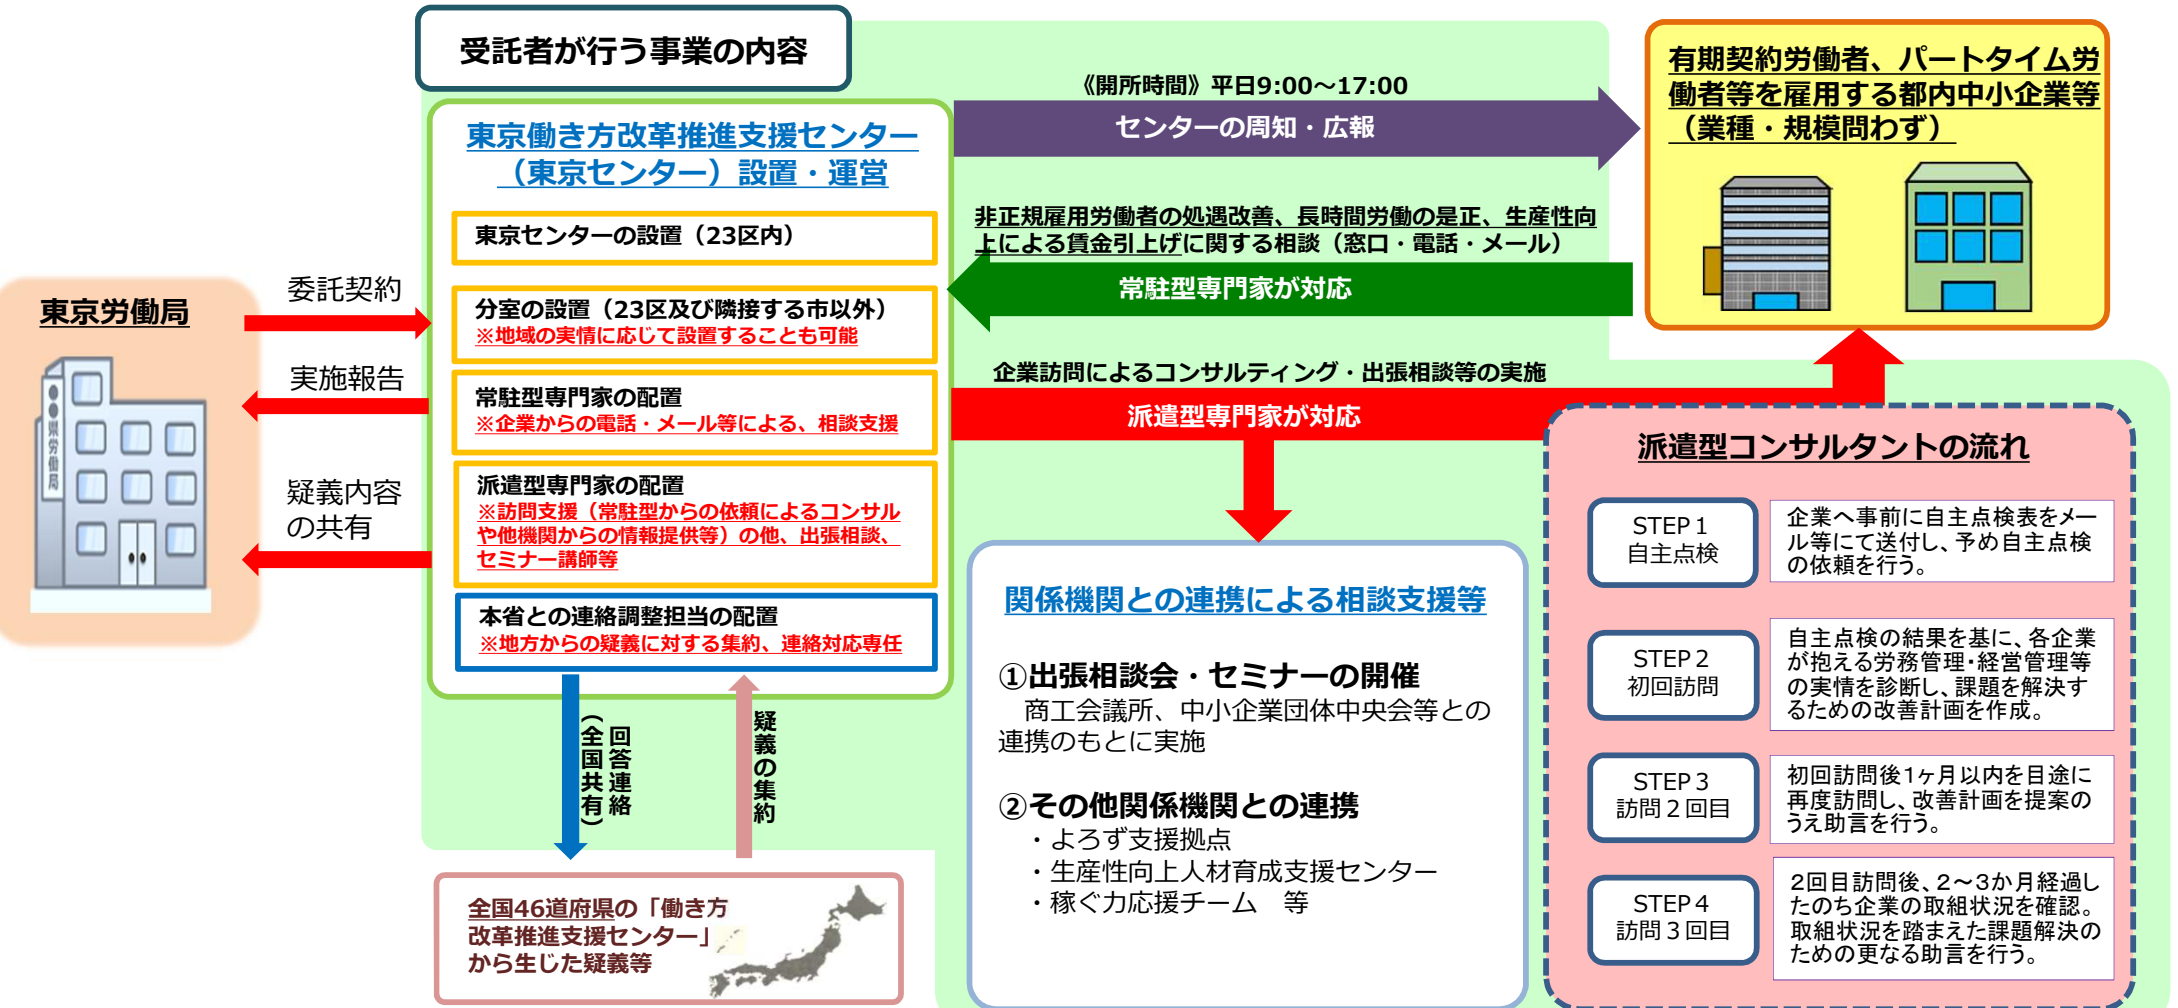 受託者が行う事業の内容
東京働き方改革推進支援センター
（東京センター）設置・運営
東京センターの設置（23区内）
分室の設置（23区及び隣接する市以外）
※地域の実情に応じて設置することも可能
常駐型専門家の配置
※企業からの電話・メール等による、相談支援
派遣型専門家の配置
※訪問支援（常駐型からの依頼によるコンサル
や他機関からの情報提供等）の他、出張相談、
セミナー講師等
本省との連絡調整担当の配置
※地方からの疑義に対する集約、連絡対応専任
東京労働局
●●県労働局
委託契約
実施報告
疑義内容
の共有
回答連絡
（全国共有）
疑義の集約
全国46道府県の「働き方
改革推進支援センター」
から生じた疑義等
《開所時間》平日9:00～17:00
センターの周知・広報
非正規雇用労働者の処遇改善、長時間労働の是正、生産性向
上による賃金引上げに関する相談（窓口・電話・メール）
常駐型専門家が対応
企業訪問によるコンサルティング・出張相談等の実施
派遣型専門家が対応
有期契約労働者、パートタイム労
働者等を雇用する都内中小企業等
（業種・規模問わず）
関係機関との連携による相談支援等
①出張相談会・セミナーの開催
商工会議所、中小企業団体中央会等との
連携のもとに実施
②その他関係機関との連携
・よろず支援拠点
・生産性向上人材育成支援センター
・稼ぐ力応援チーム　等
派遣型コンサルタントの流れ
STEP１
自主点検
企業へ事前に自主点検表をメー
ル等にて送付し、予め自主点検
の依頼を行う。
STEP２
初回訪問
自主点検の結果を基に、各企業
が抱える労務管理・経営管理等
の実情を診断し、課題を解決す
るための改善計画を作成。
STEP３
訪問２回目
初回訪問後1ヶ月以内を目途に
再度訪問し、改善計画を提案の
うえ助言を行う。
STEP４
訪問３回目
2回目訪問後、2～3か月経過し
たのち企業の取組状況を確認。
取組状況を踏まえた課題解決の
ための更なる助言を行う。